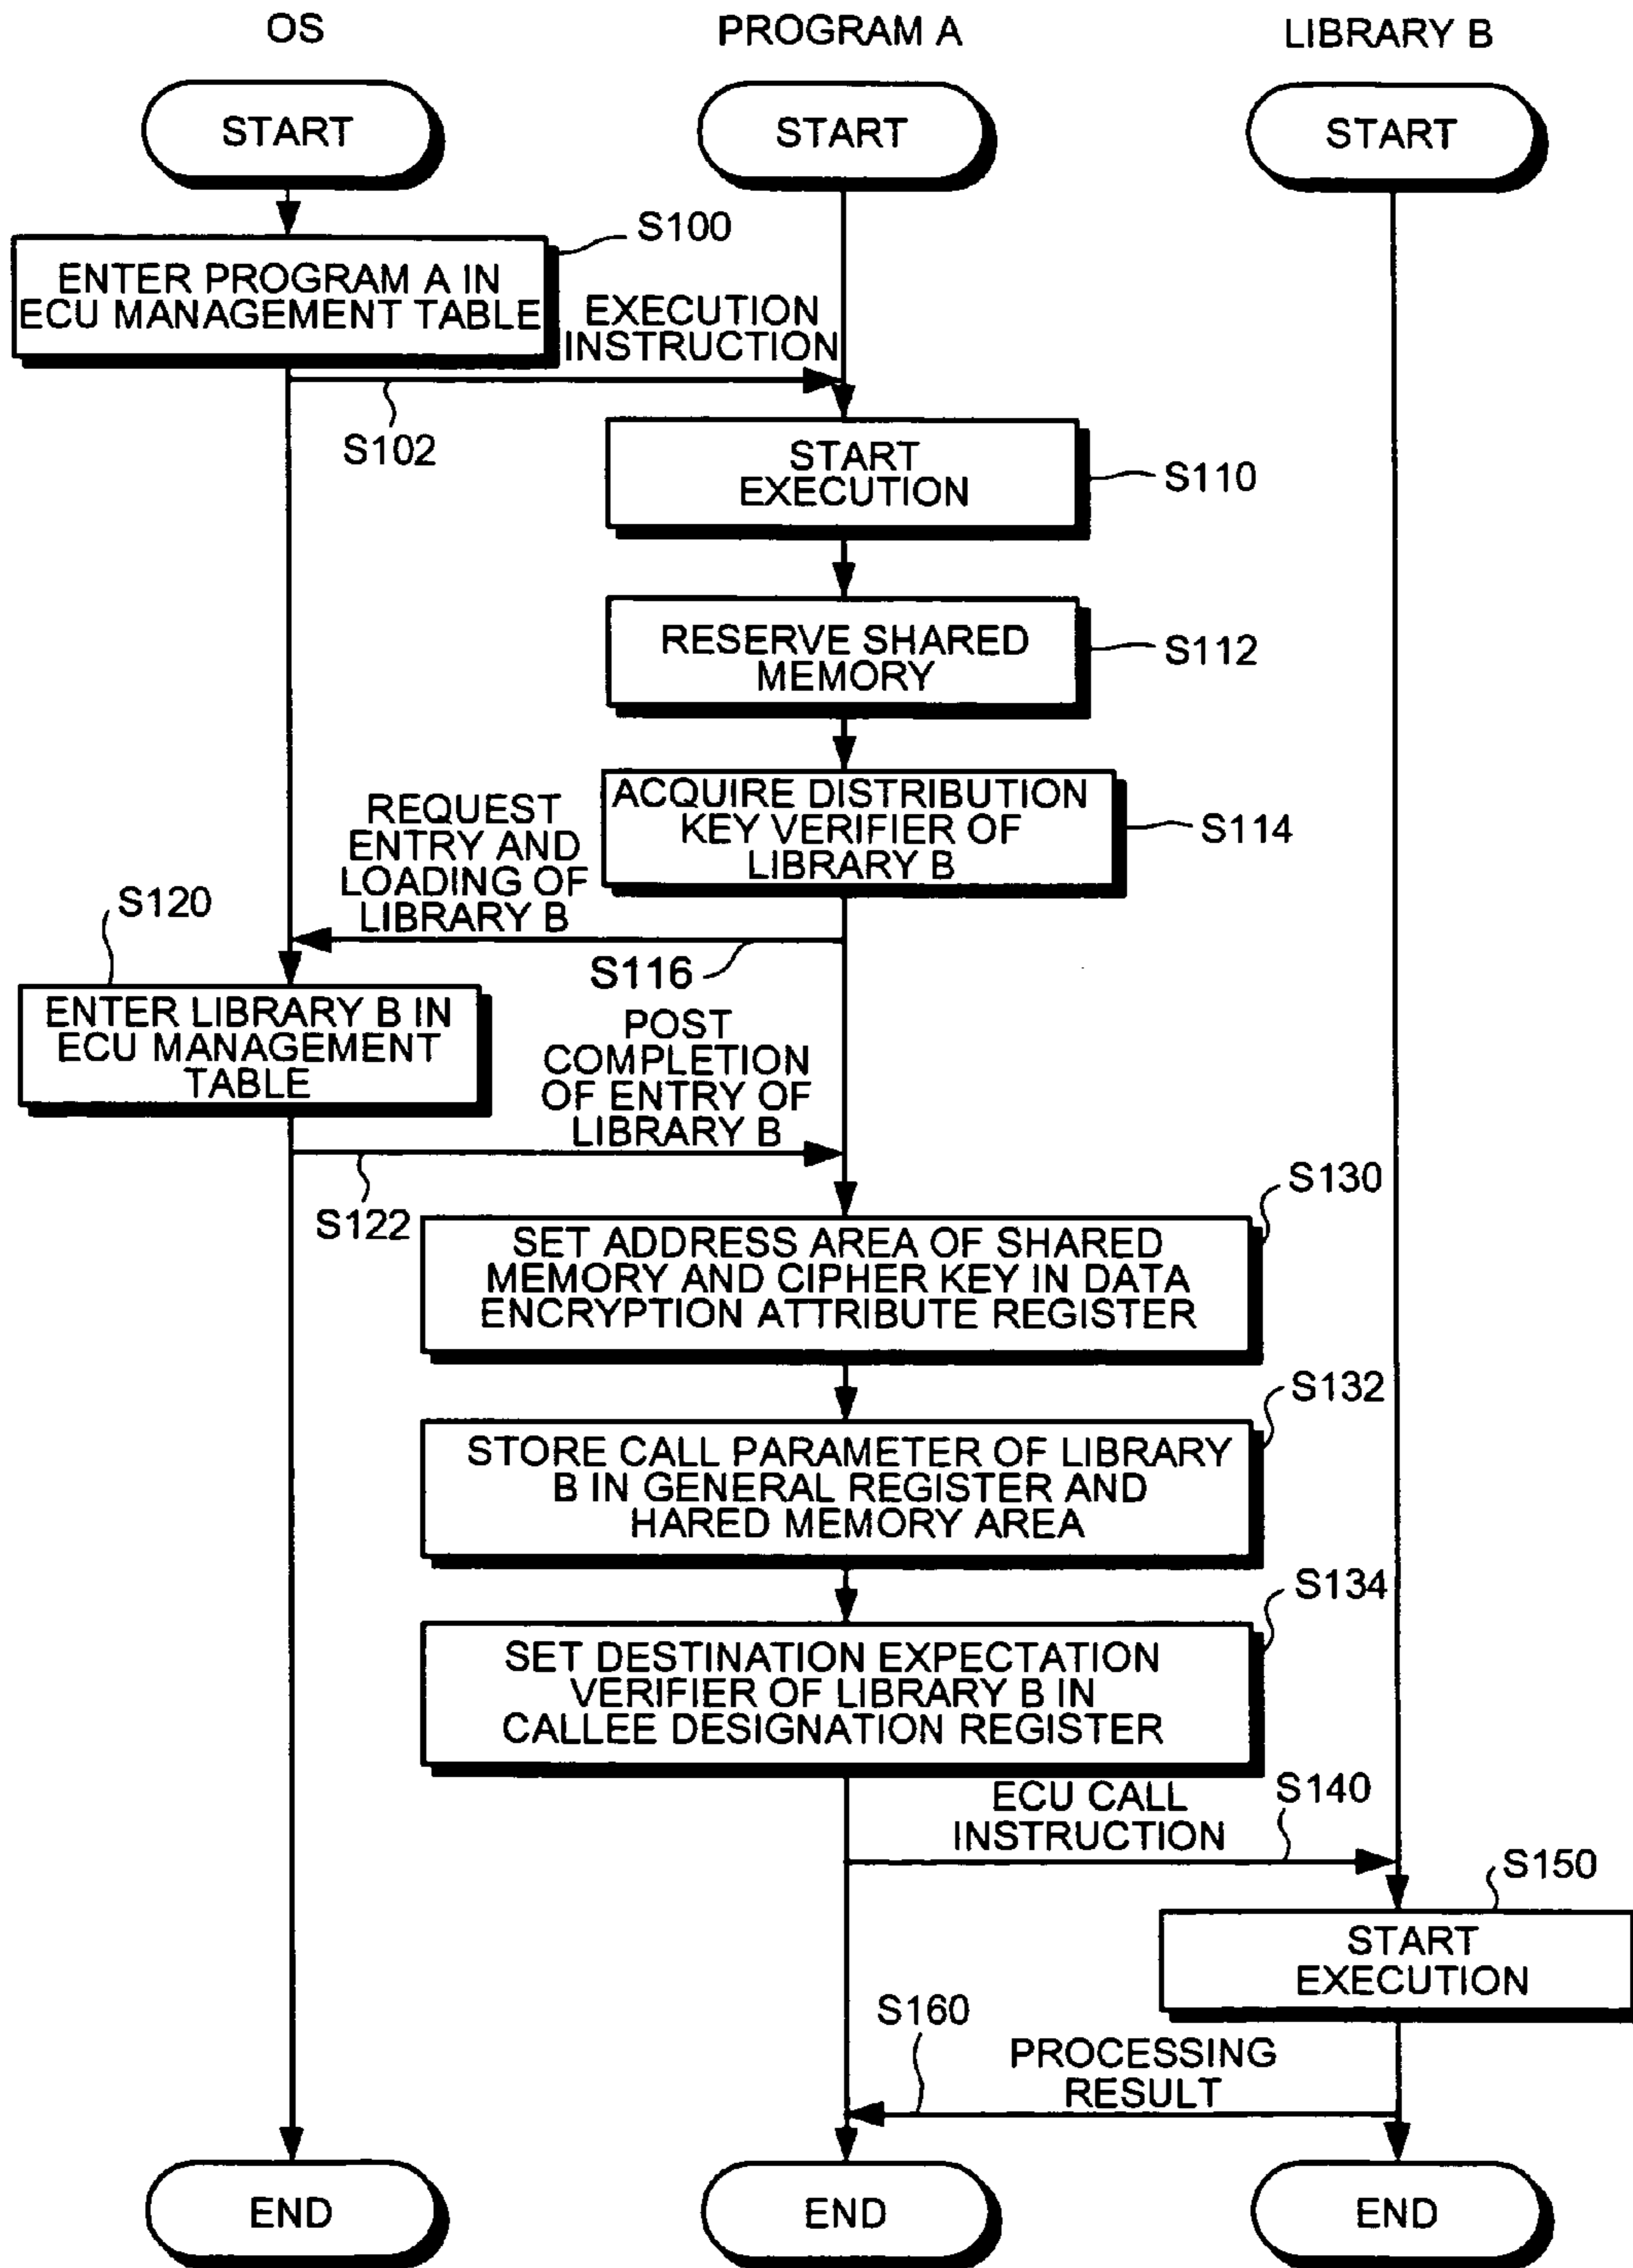 OS
PROGRAM A
LIBRARY B
START
START
START
S100
ENTER PROGRAM A IN
ECU MANAGEMENT TABLE
EXECUTION
INSTRUCTION
S102
START
EXECUTION
S110
RESERVE SHARED
MEMORY
S112
ACQUIRE DISTRIBUTION
KEY VERIFIER OF
LIBRARY B
S114
REQUEST
ENTRY AND
LOADING OF
LIBRARY B
S116
S120
ENTER LIBRARY B IN
ECU MANAGEMENT
TABLE
POST
COMPLETION
OF ENTRY OF
LIBRARY B
S122
S130
SET ADDRESS AREA OF SHARED
MEMORY AND CIPHER KEY IN DATA
ENCRYPTION ATTRIBUTE REGISTER
S132
STORE CALL PARAMETER OF LIBRARY
B IN GENERAL REGISTER AND
HARED MEMORY AREA
S134
SET DESTINATION EXPECTATION
VERIFIER OF LIBRARY B IN
CALLEE DESIGNATION REGISTER
ECU CALL
INSTRUCTION
S140
S150
START
EXECUTION
S160
PROCESSING
RESULT
END
END
END